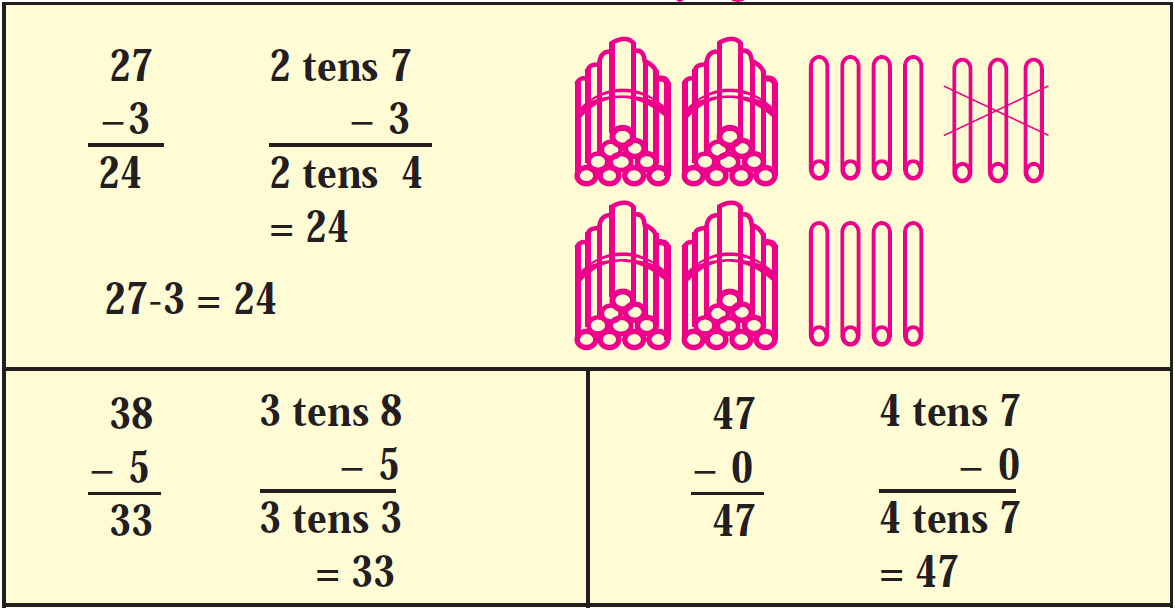 27
–3
24
2 tens 7
– 3
2 tens 4
= 24
27-3 = 24
38
– 5
33
3 tens 8
– 5
3 tens 3
= 33
47
– 0
47
4 tens 7
– 0
4 tens 7
= 47